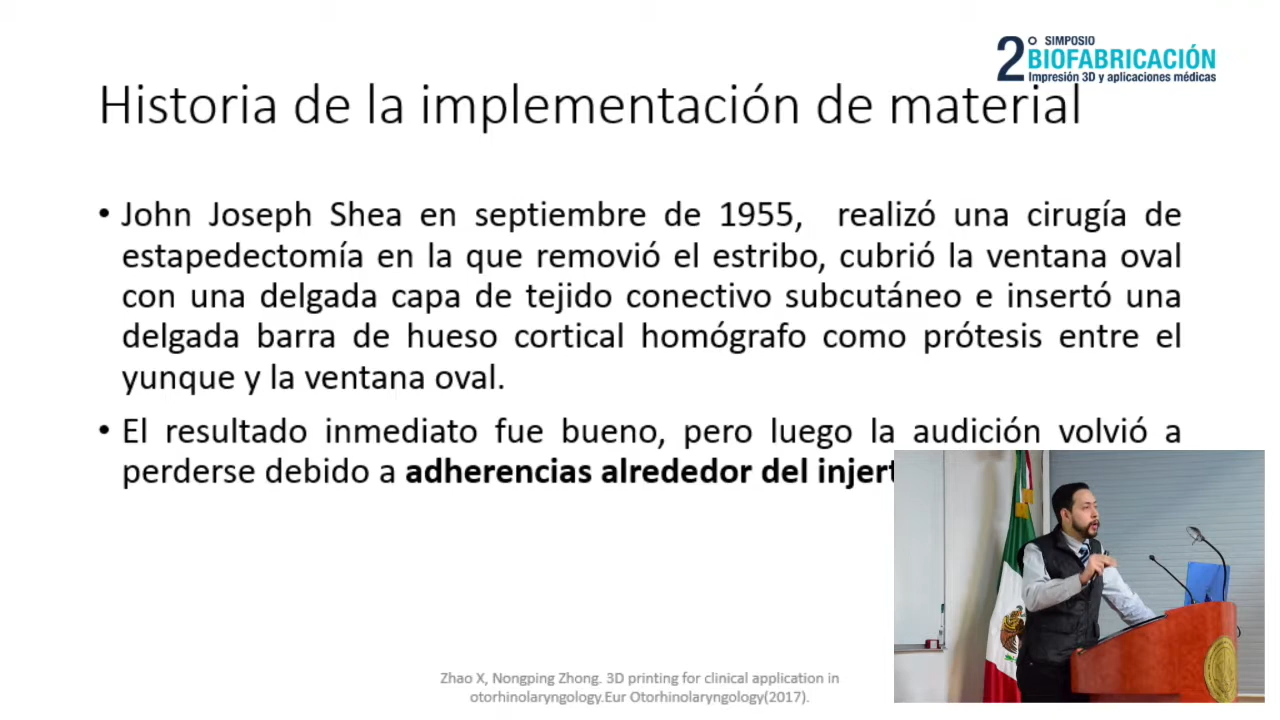 2° SIMPOSIO
BIOFABRICACIÓN
Impresión 3D y aplicaciones médicas
Historia de la implementación de material
• John Joseph Shea en septiembre de 1955, realizó una cirugía de
estapedectomía en la que removió el estribo, cubrió la ventana oval
con una delgada capa de tejido conectivo subcutáneo e insertó una
delgada barra de hueso cortical homógrafo como prótesis entre el
yunque y la ventana oval.
• El resultado inmediato fue bueno, pero luego la audición volvió a
perderse debido a adherencias alrededor del
Zhao X, Nongping Zhong. 3D printing for clinical application in
otorhinolaryngology.Eur Otorhinolaryngology(2017).